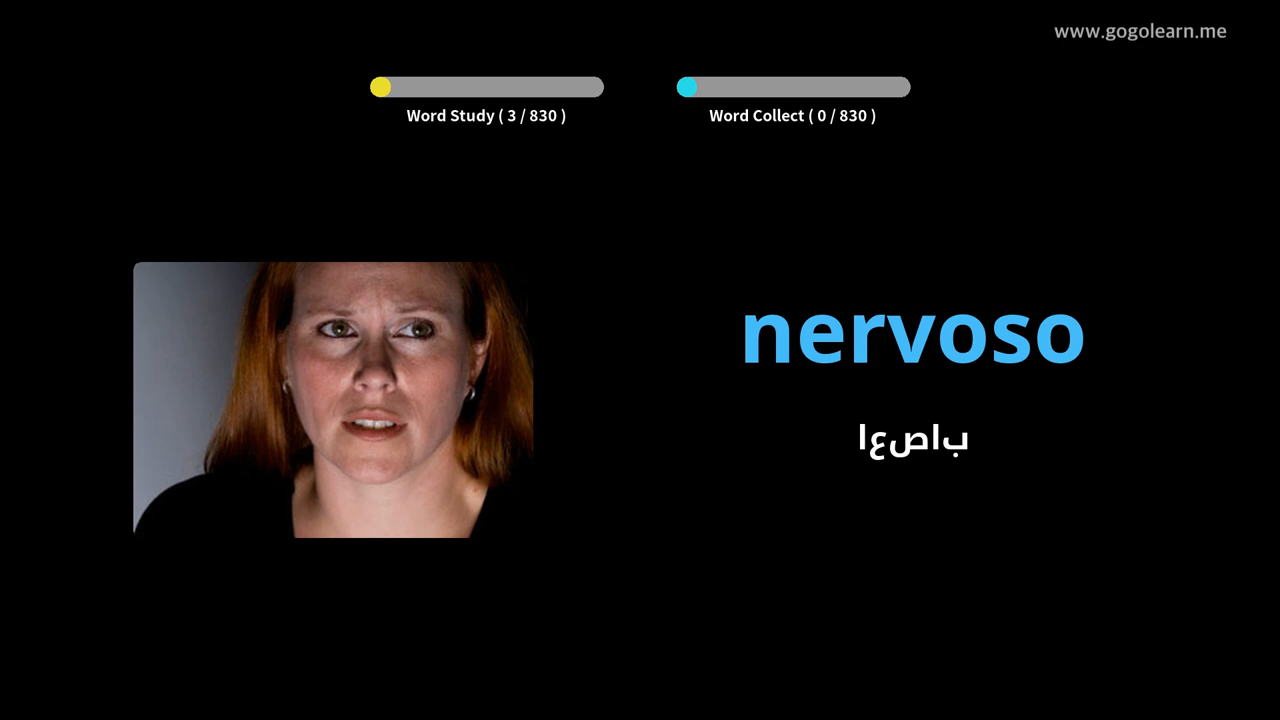 www.gogolearn.me
Word Study ( 3 / 830 )
Word Collect ( 0 / 830 )
nervoso
باصعا